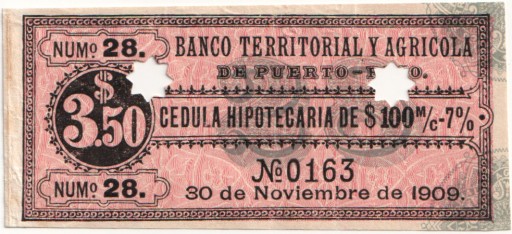 NUMº 28.
BANCO TERRITORIAL Y AGRICOLA
DE PUERTO-
$
3.50
CEDULA HIPOTECARIA DE $100 M/C-7%.
Nº 0163
NUMº 28.
30 de Noviembre de 1909.